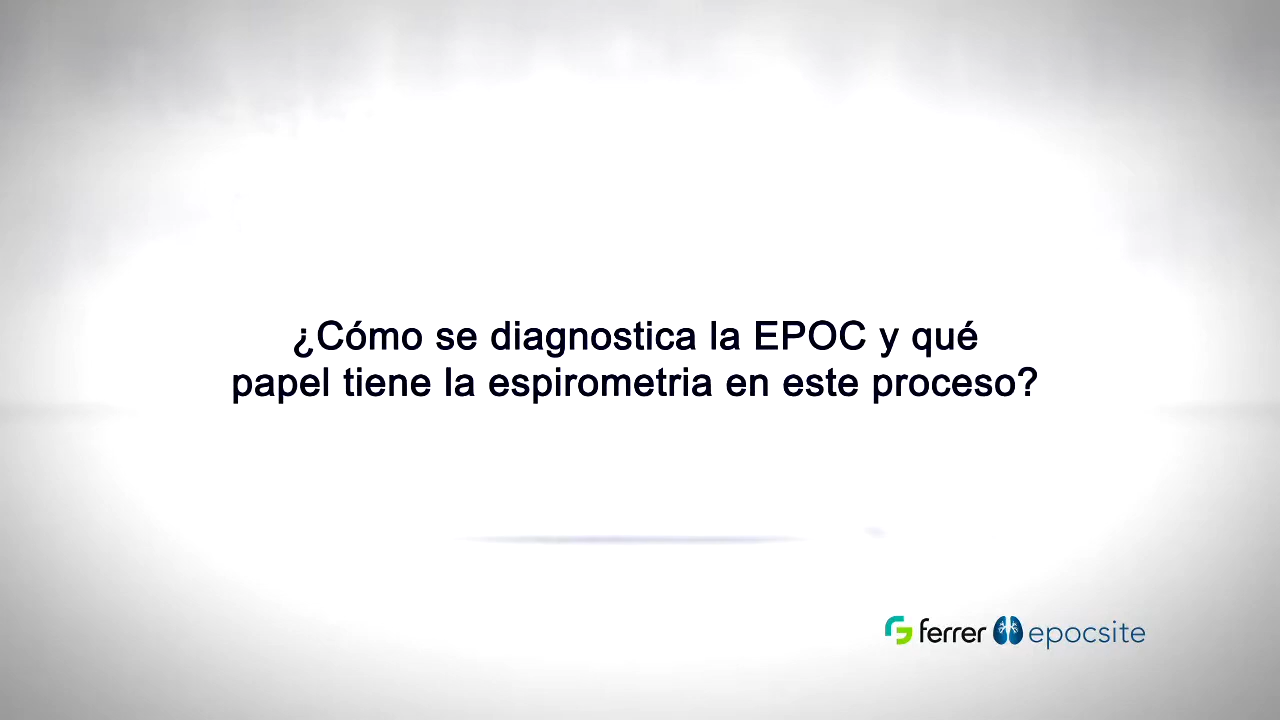 ¿Cómo se diagnostica la EPOC y qué
papel tiene la espirometria en este proceso?
ferrer epocsite